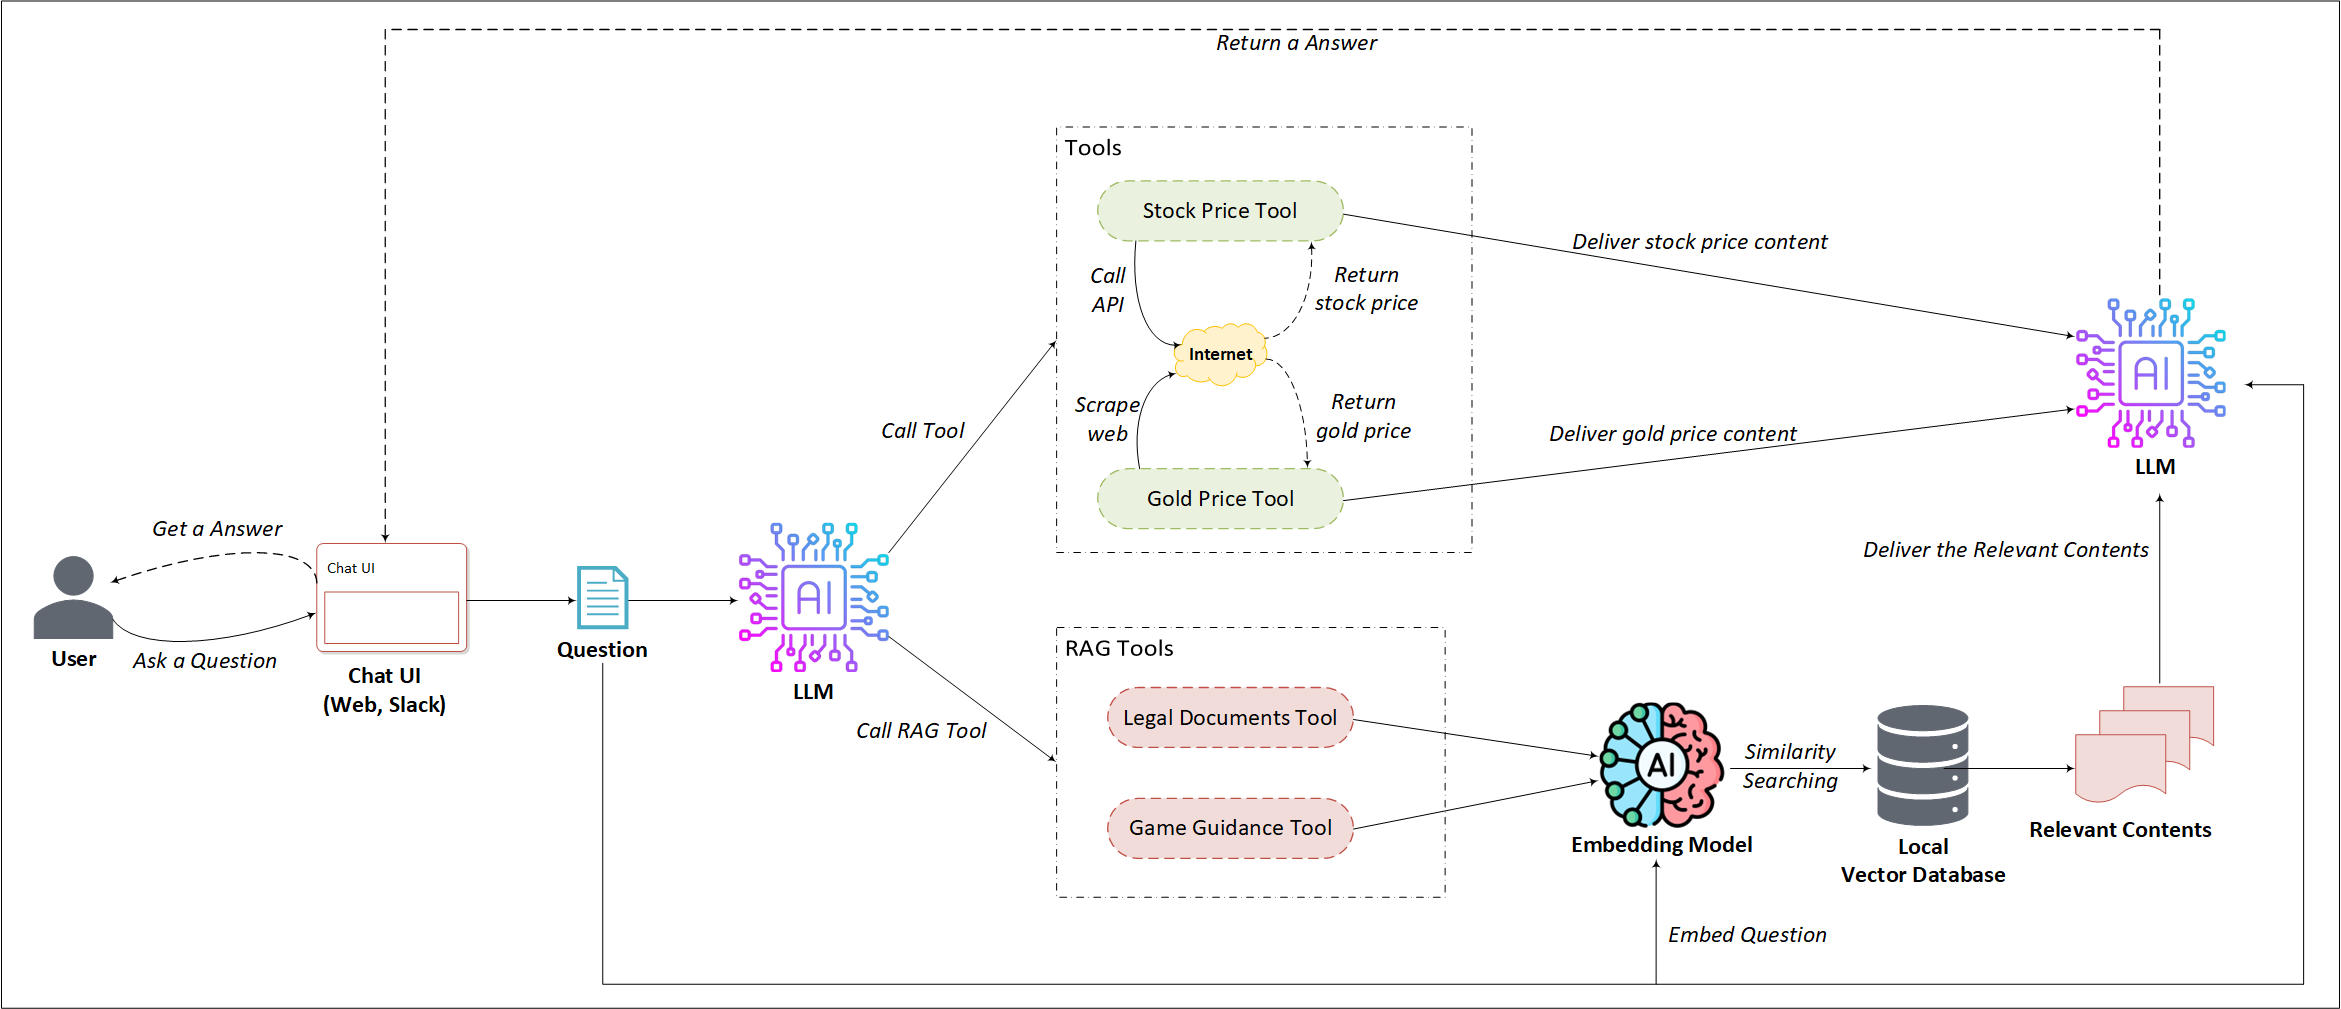 Return a Answer
Tools
Stock Price Tool
Call
API
Return
stock price
Deliver stock price content
Internet
Scrape
web
Return
gold price
Gold Price Tool
Deliver gold price content
LLM
Call Tool
Get a Answer
Ask a Question
User
Chat UI
Chat UI
(Web, Slack)
Question
LLM
Call RAG Tool
RAG Tools
Legal Documents Tool
Game Guidance Tool
Embedding Model
Similarity
Searching
Local
Vector Database
Relevant Contents
Deliver the Relevant Contents
Embed Question